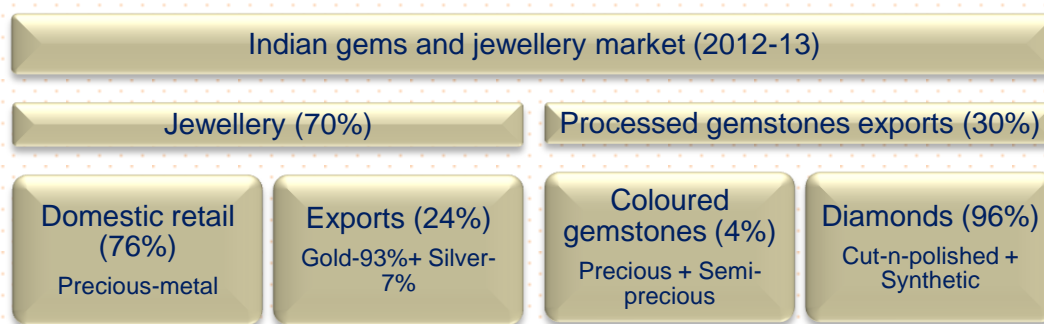 Indian gems and jewellery market (2012-13)
Jewellery (70%)
Processed gemstones exports (30%)
Domestic retail
(76%)
Precious-metal
Exports (24%)
Gold-93%+ Silver-
7%
Coloured
gemstones (4%)
Precious + Semi-
precious
Diamonds (96%)
Cut-n-polished +
Synthetic